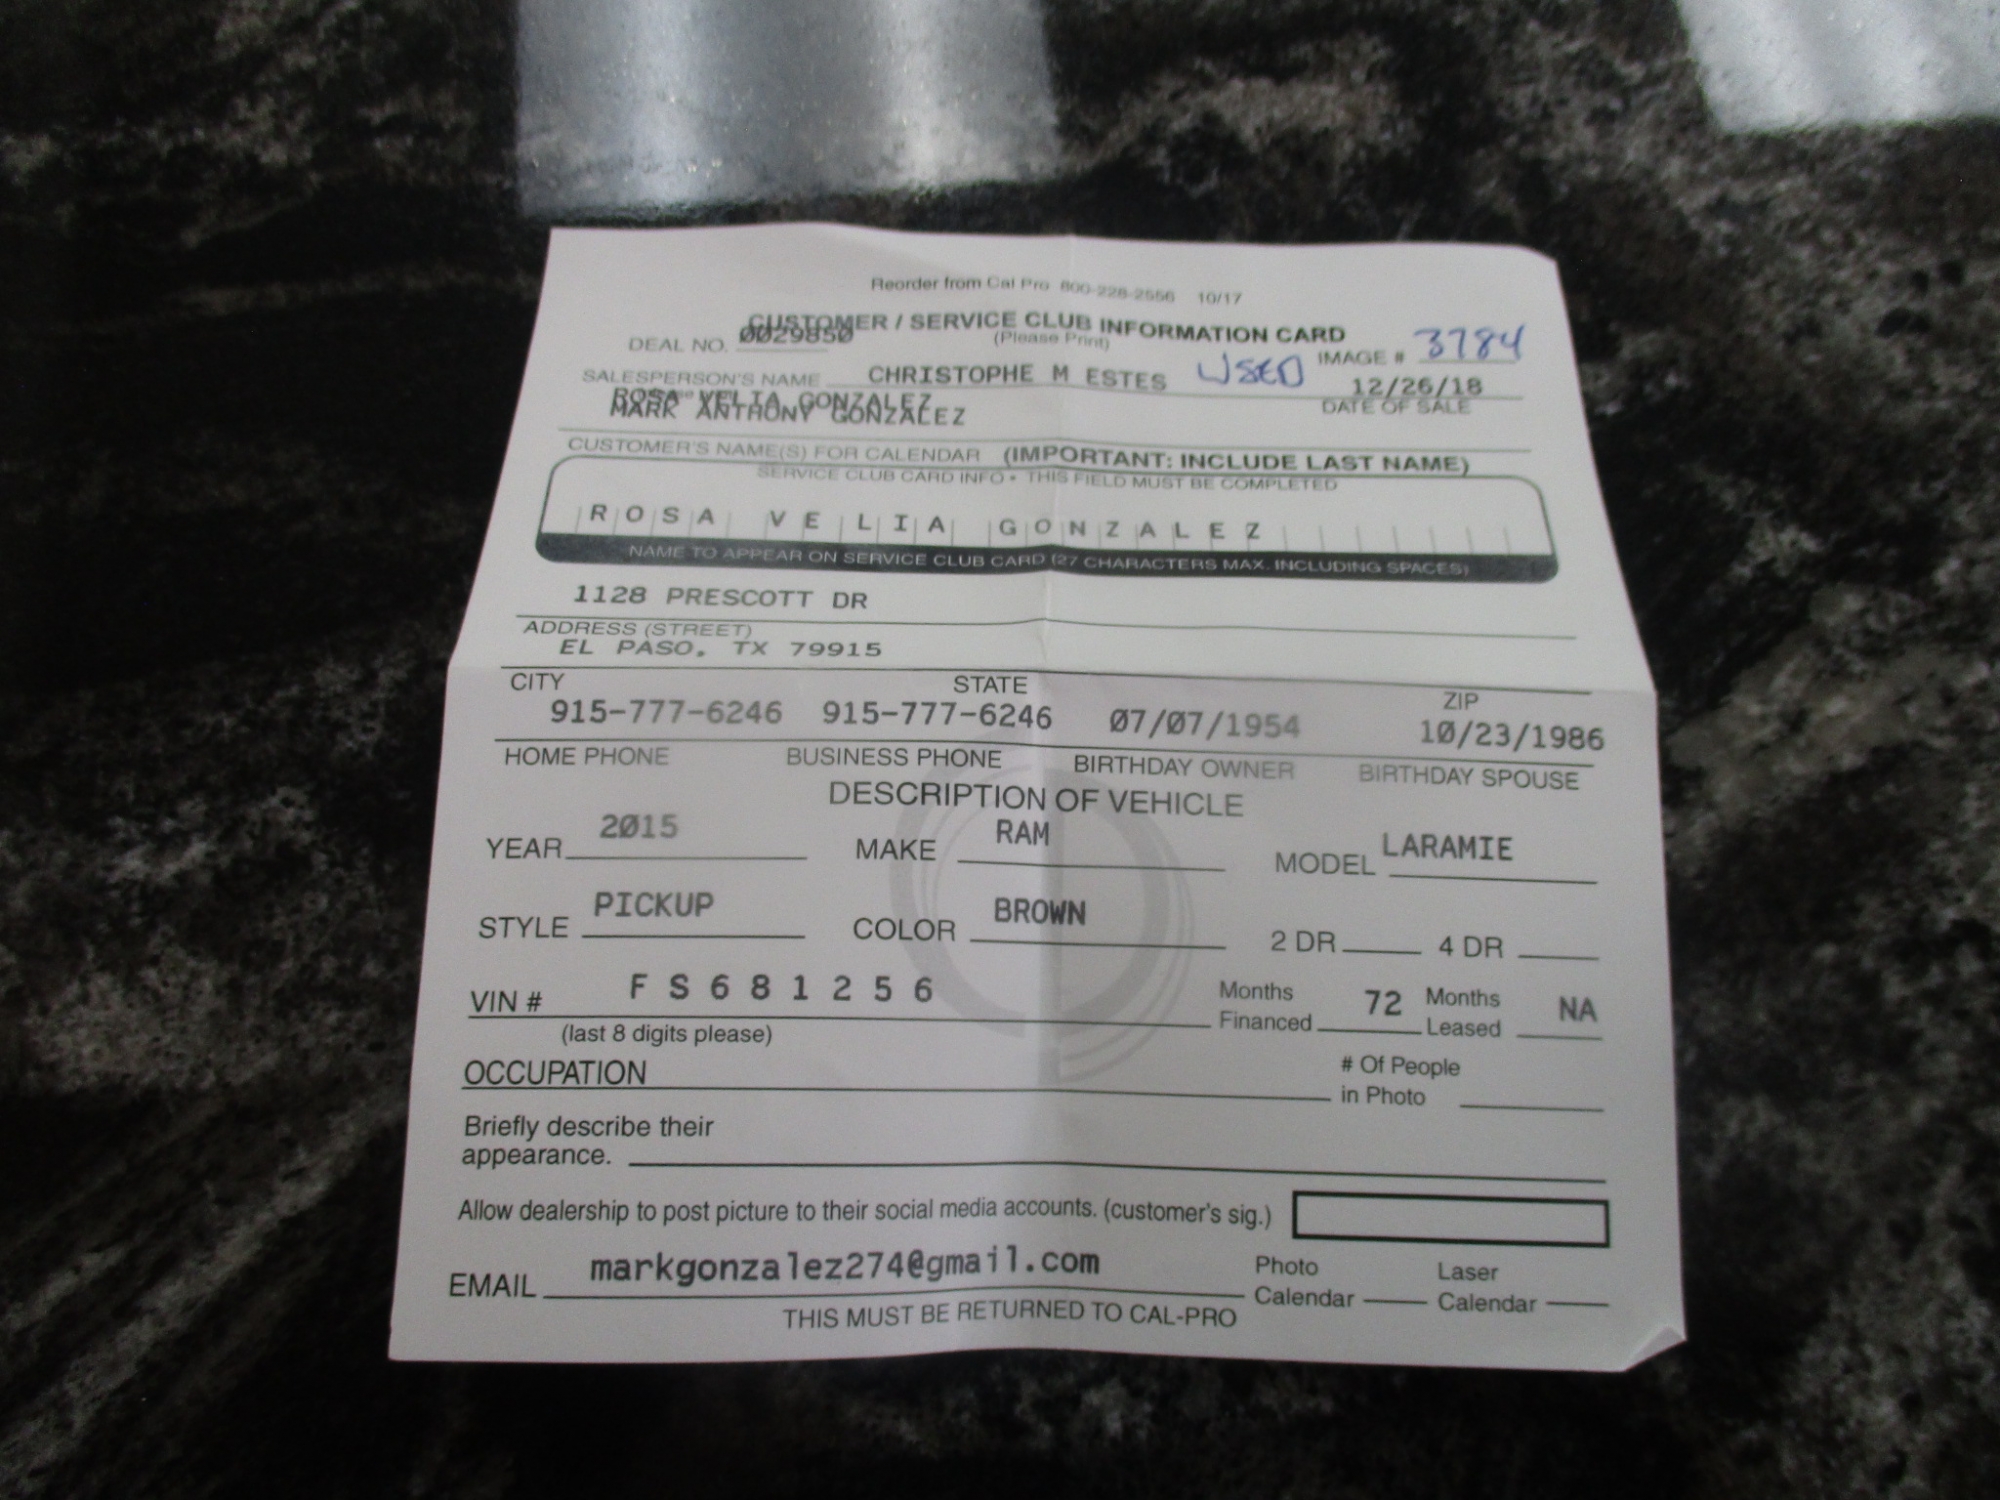 Reorder from Cal Pro 800-228-2556 10/17
CUSTOMER / SERVICE CLUB INFORMATION CARD
(Please Print)
DEAL NO. 0029850 IMAGE # 3784
SALESPERSON'S NAME CHRISTOPHE M ESTES USED 12/26/18
DATE OF SALE
ROSA VELIA GONZALEZ
MARK ANTHONY GONZALEZ
CUSTOMER'S NAME(S) FOR CALENDAR (IMPORTANT: INCLUDE LAST NAME)
SERVICE CLUB CARD INFO • THIS FIELD MUST BE COMPLETED
ROSA VELIA GONZALEZ
NAME TO APPEAR ON SERVICE CLUB CARD (27 CHARACTERS MAX. INCLUDING SPACES)
1128 PRESCOTT DR
ADDRESS (STREET)
EL PASO, TX 79915
CITY STATE ZIP
915-777-6246 915-777-6246 07/07/1954 10/23/1986
HOME PHONE BUSINESS PHONE BIRTHDAY OWNER BIRTHDAY SPOUSE
DESCRIPTION OF VEHICLE
YEAR 2015 MAKE RAM MODEL LARAMIE
STYLE PICKUP COLOR BROWN 2 DR 4 DR
VIN # F S 6 8 1 2 5 6 Months Financed 72 Months Leased NA
(last 8 digits please)
OCCUPATION # Of People in Photo
Briefly describe their
appearance.
Allow dealership to post picture to their social media accounts. (customer's sig.)
EMAIL markgonzalez274@gmail.com Photo Calendar Laser Calendar
THIS MUST BE RETURNED TO CAL-PRO